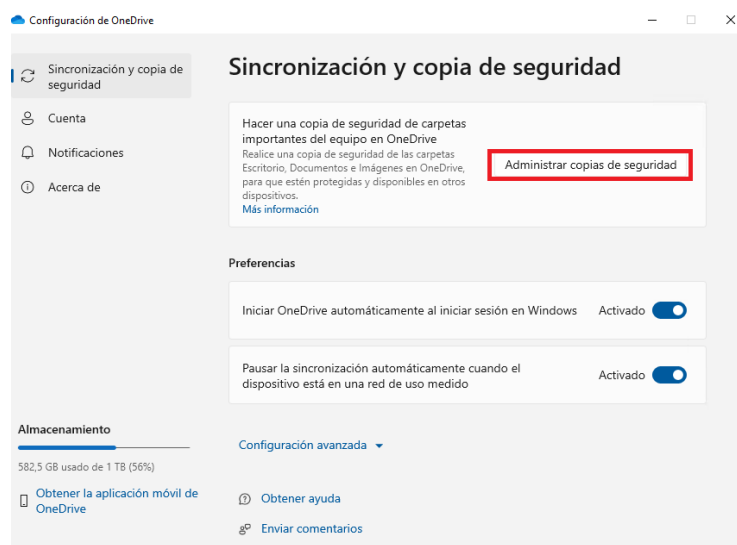 Configuración de OneDrive
Sincronización y copia de
seguridad
Cuenta
Notificaciones
Acerca de
Almacenamiento
582,5 GB usado de 1 TB (56%)
Obtener la aplicación móvil de
OneDrive
Sincronización y copia de seguridad
Hacer una copia de seguridad de carpetas
importantes del equipo en OneDrive
Realice una copia de seguridad de las carpetas
Escritorio, Documentos e Imágenes en OneDrive,
para que estén protegidas y disponibles en otros
dispositivos.
Más información
Administrar copias de seguridad
Preferencias
Iniciar OneDrive automáticamente al iniciar sesión en Windows
Activado
Pausar la sincronización automáticamente cuando el
dispositivo está en una red de uso medido
Activado
Configuración avanzada
Obtener ayuda
Enviar comentarios